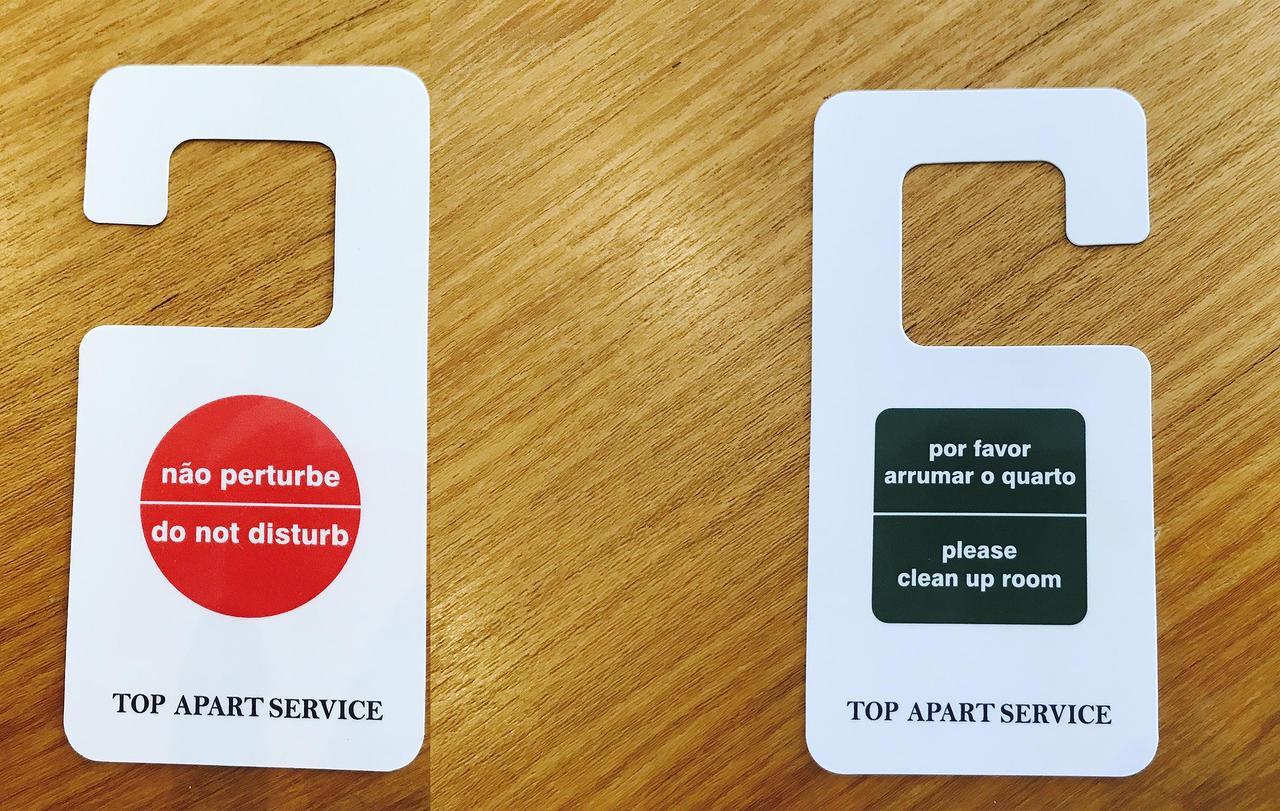 não perturbe
do not disturb
TOP APART SERVICE
por favor
arrumar o quarto
please
clean up room
TOP APART SERVICE